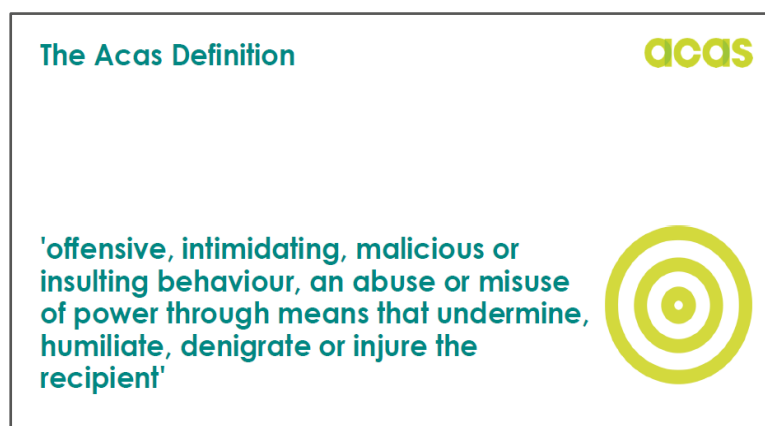 The Acas Definition
acas
'offensive, intimidating, malicious or
insulting behaviour, an abuse or misuse
of power through means that undermine,
humiliate, denigrate or injure the
recipient'